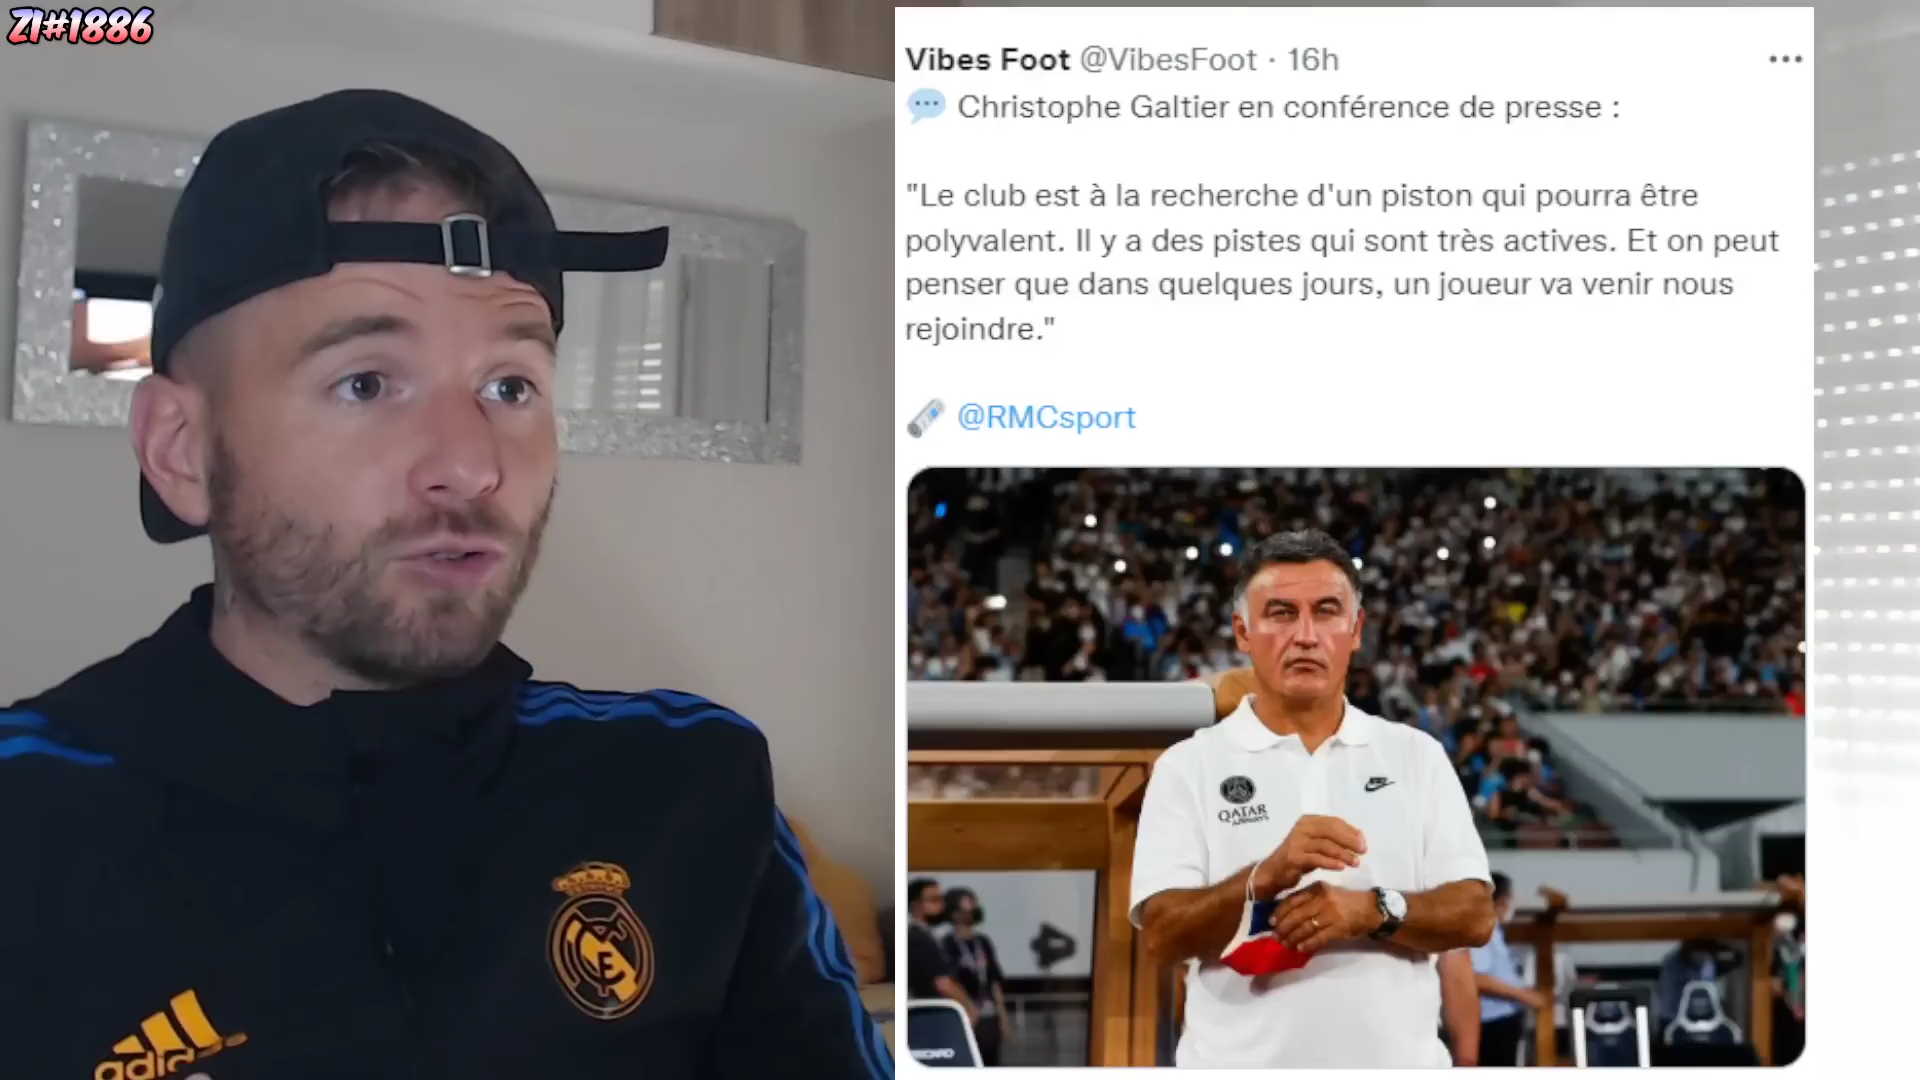 ZI#1886
Vibes Foot @VibesFoot · 16h
💬 Christophe Galtier en conférence de presse :
"Le club est à la recherche d'un piston qui pourra être
polyvalent. Il y a des pistes qui sont très actives. Et on peut
penser que dans quelques jours, un joueur va venir nous
rejoindre."
@RMCsport
QATAR
AIRWAYS
adidas